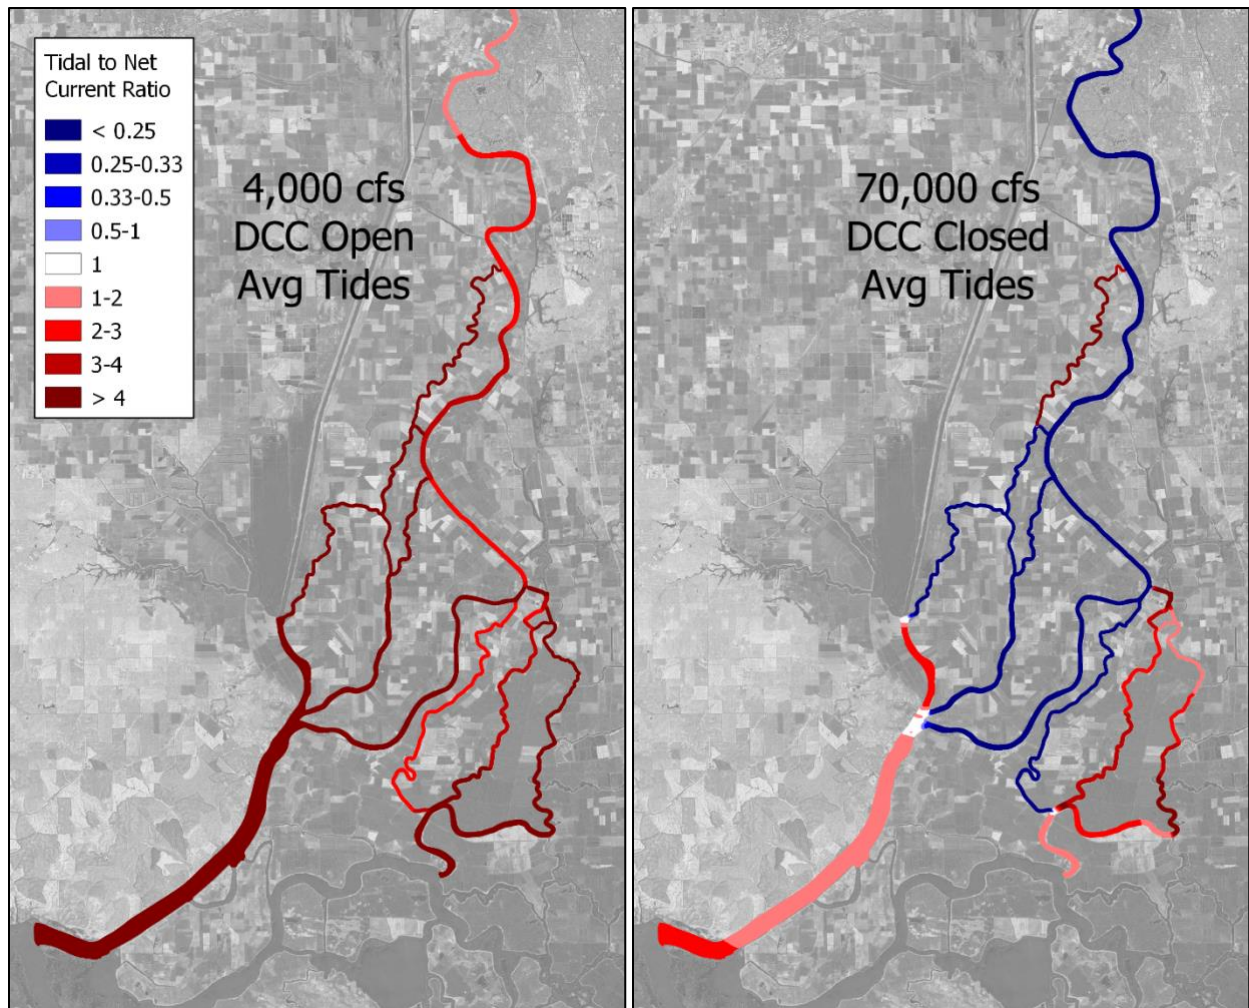 Tidal to Net
Current Ratio
< 0.25
0.25-0.33
0.33-0.5
0.5-1
1
1-2
2-3
3-4
> 4
4,000 cfs
DCC Open
Avg Tides
70,000 cfs
DCC Closed
Avg Tides